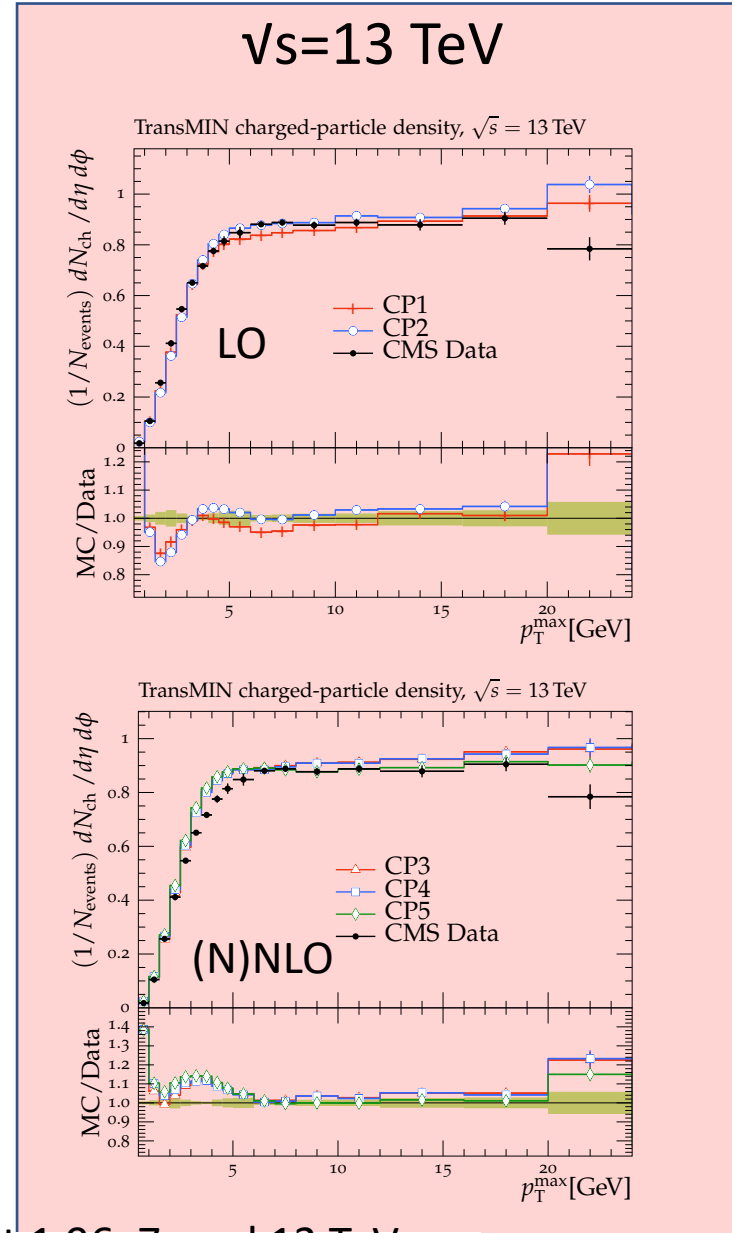 √s=13 TeV
TransMIN charged-particle density, √s = 13 TeV
(1/N_events) dN_ch/dη dϕ
1
0.8
0.6
0.4
0.2
0
LO
CP1
CP2
CMS Data
MC/Data
1.2
1.1
1.0
0.9
0.8
5 10 15 20
p_T^max[GeV]
TransMIN charged-particle density, √s = 13 TeV
(1/N_events) dN_ch/dη dϕ
1
0.8
0.6
0.4
0.2
0
(N)NLO
CP3
CP4
CP5
CMS Data
MC/Data
1.4
1.3
1.2
1.1
1.0
0.9
0.8
5 10 15 20
p_T^max[GeV]